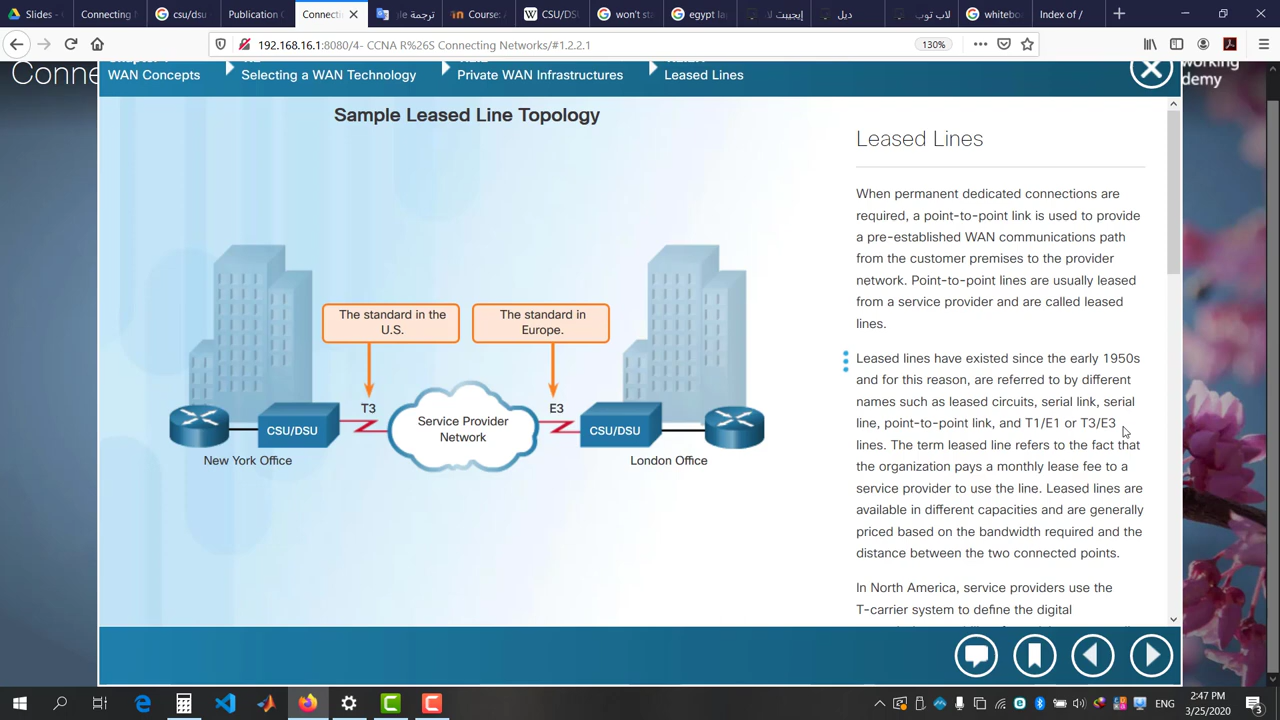 Slides -
Connecting N
csu/dsu
Publication
Connecti
ترجمة gle
Course:
CSU/DS
won't st
egypt la
إيجيبت لا
ديل
لاب توب
whiteboa
Index of /
192.168.16.1:8080/4- CCNA R%26S Connecting Networks/#1.2.2.1
130%
Conne
WAN Concepts
Selecting a WAN Technology
Private WAN Infrastructures
Leased Lines
working
demy
Sample Leased Line Topology
The standard in the
U.S.
The standard in
Europe.
T3
E3
CSU/DSU
Service Provider
Network
CSU/DSU
New York Office
London Office
Leased Lines
When permanent dedicated connections are
required, a point-to-point link is used to provide
a pre-established WAN communications path
from the customer premises to the provider
network. Point-to-point lines are usually leased
from a service provider and are called leased
lines.
Leased lines have existed since the early 1950s
and for this reason, are referred to by different
names such as leased circuits, serial link, serial
line, point-to-point link, and T1/E1 or T3/E3
lines. The term leased line refers to the fact that
the organization pays a monthly lease fee to a
service provider to use the line. Leased lines are
available in different capacities and are generally
priced based on the bandwidth required and the
distance between the two connected points.
In North America, service providers use the
T-carrier system to define the digital
ENG
2:47 PM
3/25/2020
3